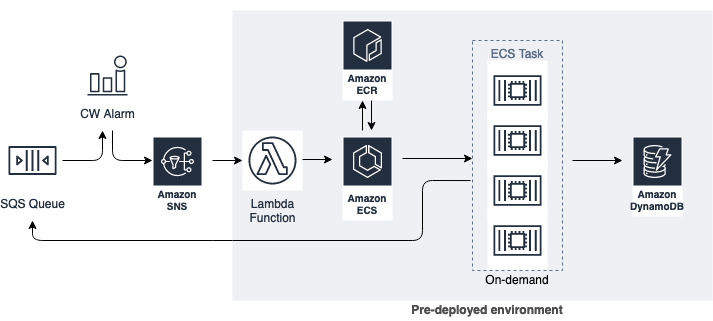 Amazon
ECR
ECS Task
CW Alarm
SQS Queue
Amazon
SNS
Lambda
Function
Amazon
ECS
Amazon
DynamoDB
On-demand
Pre-deployed environment